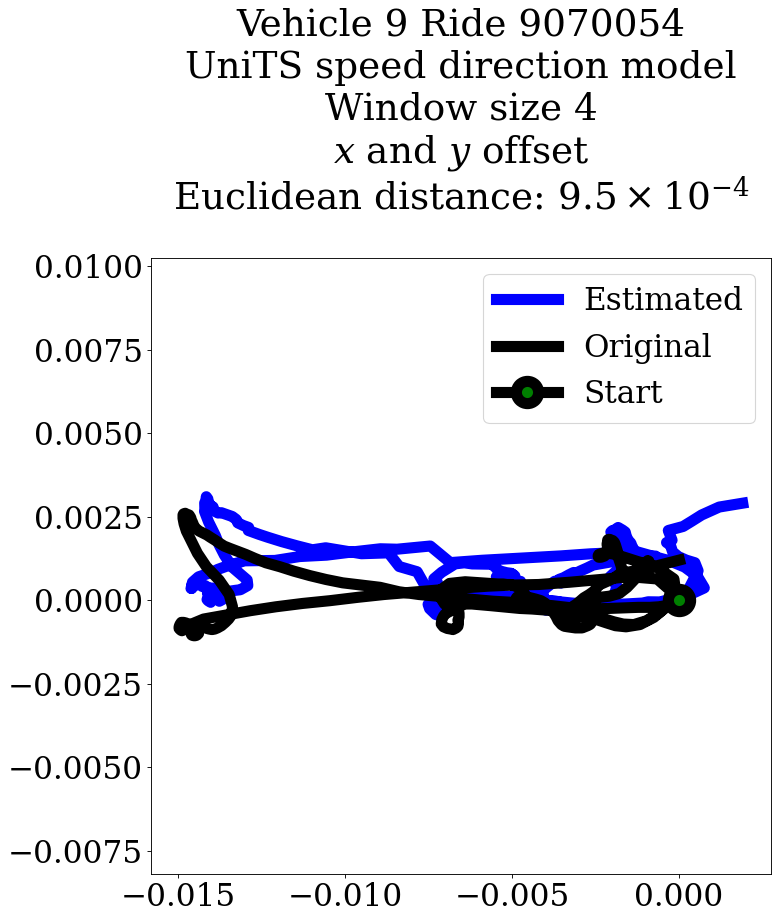 Vehicle 9 Ride 9070054
UniTS speed direction model
Window size 4
x and y offset
Euclidean distance: 9.5 × 10⁻⁴
Estimated
Original
Start
0.0100
0.0075
0.0050
0.0025
0.0000
−0.0025
−0.0050
−0.0075
−0.015 −0.010 −0.005 0.000